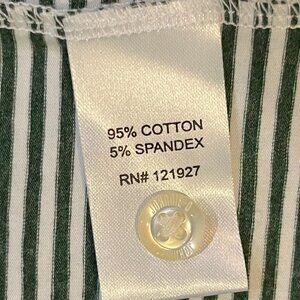 95% COTTON
5% SPANDEX
RN# 121927